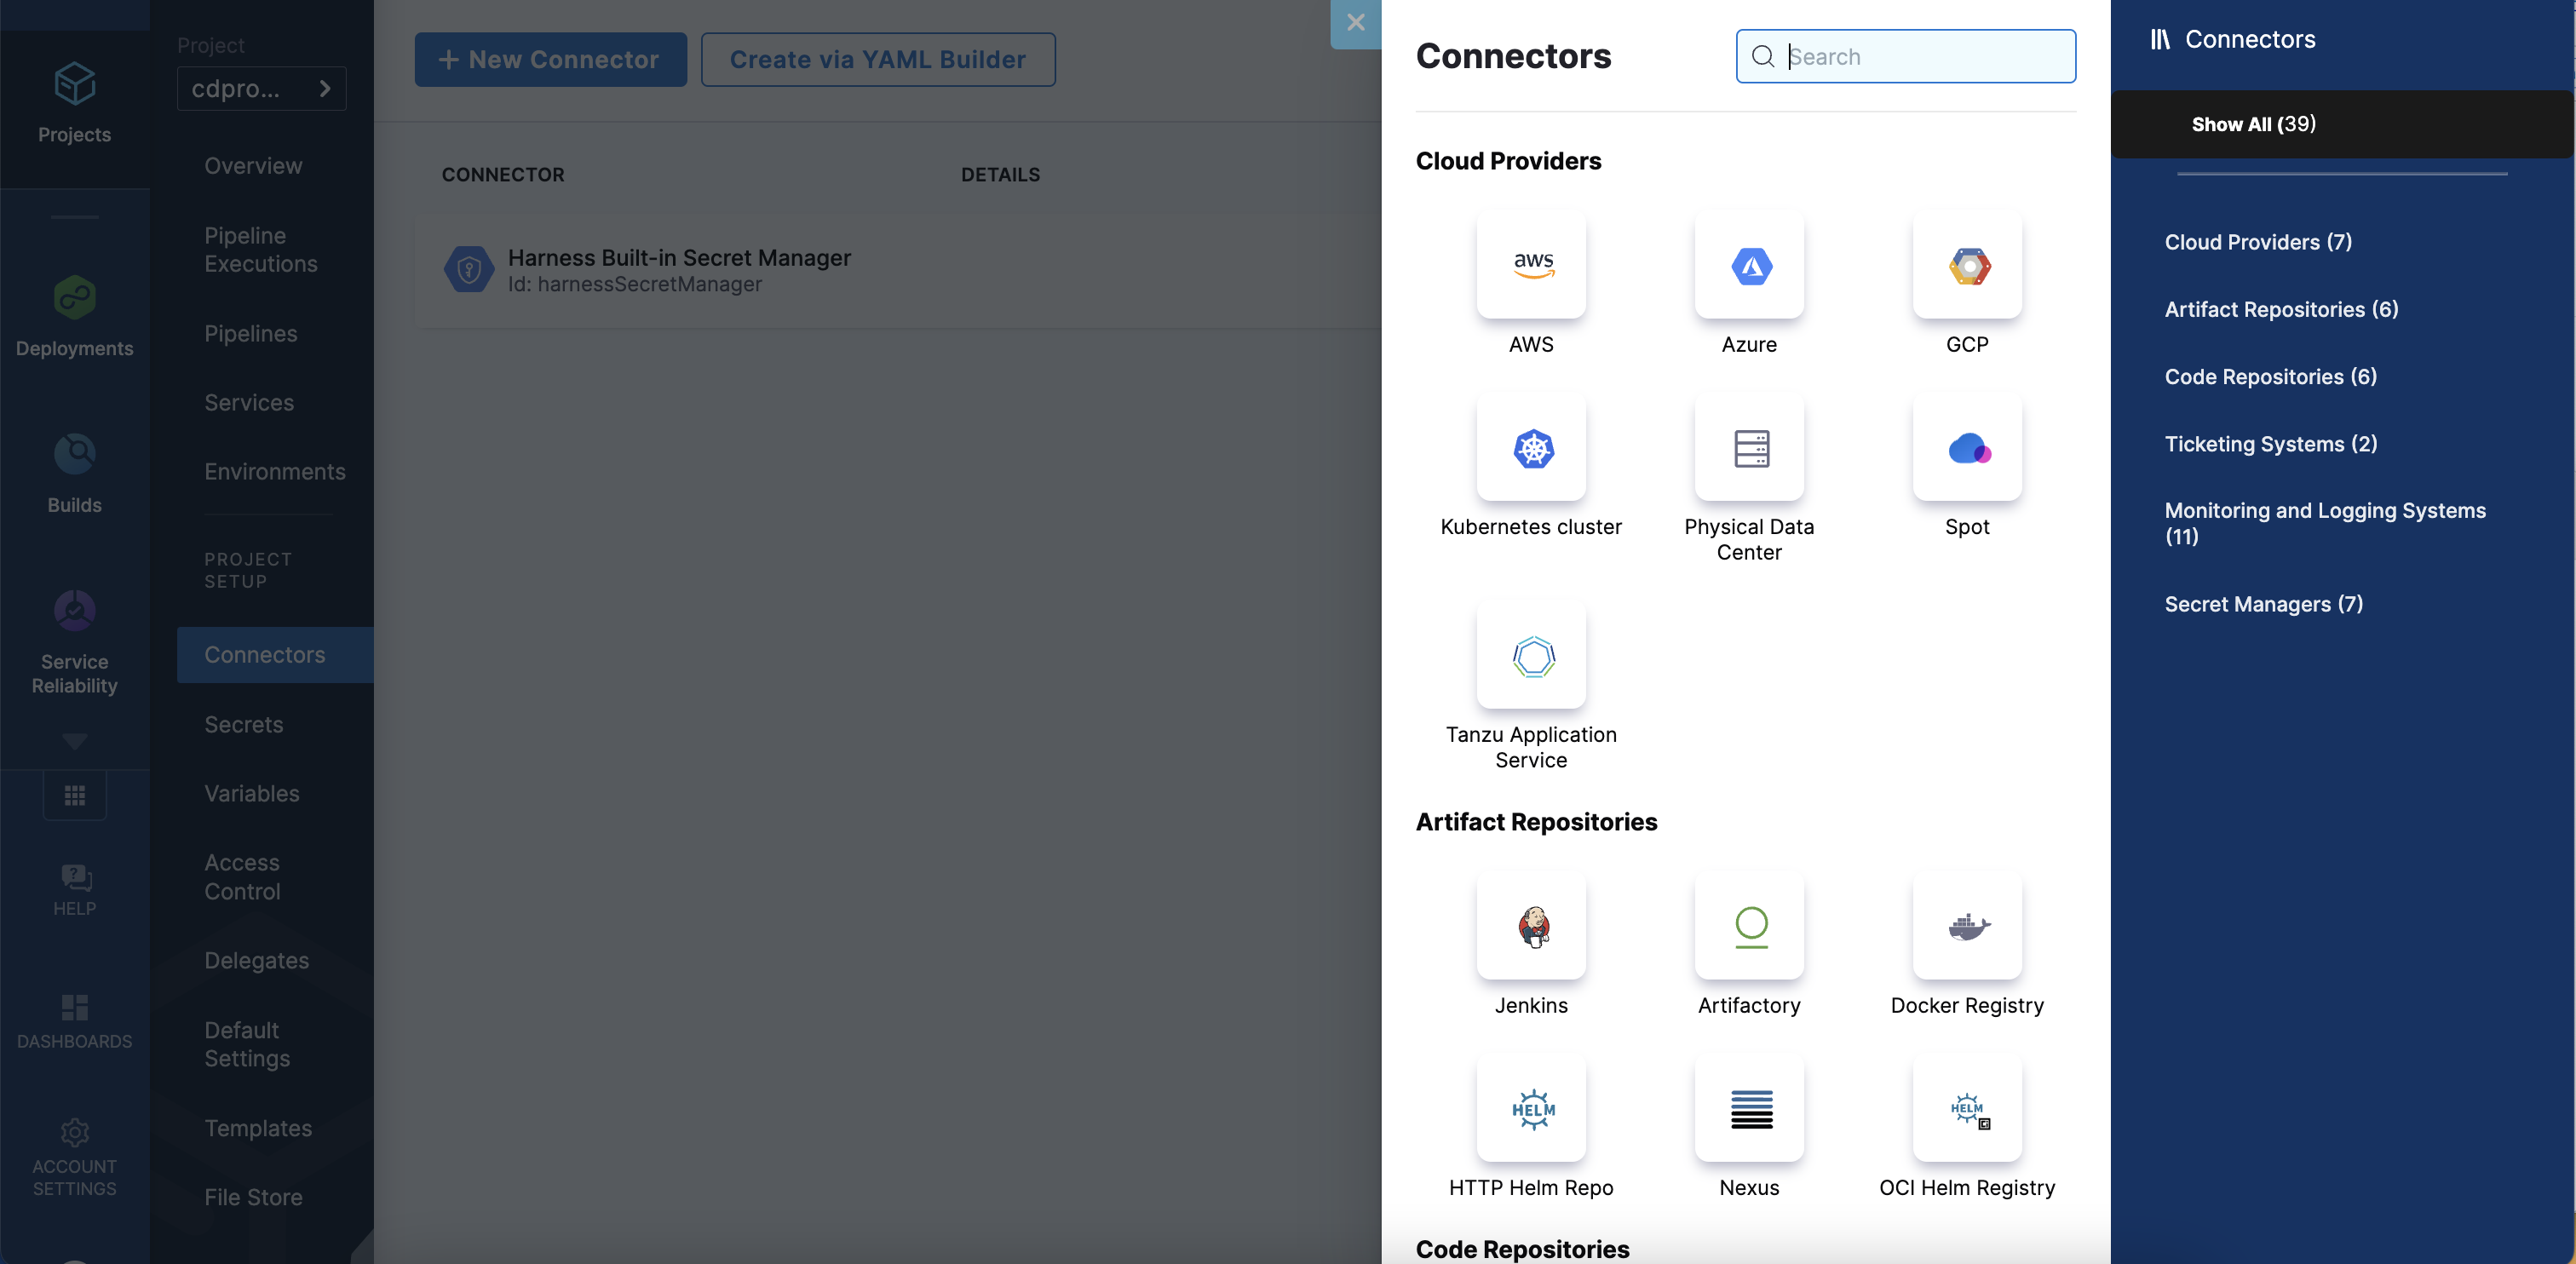 Projects
Deployments
Builds
Service
Reliability
HELP
DASHBOARDS
ACCOUNT
SETTINGS
Project
cdpro...
Overview
Pipeline
Executions
Pipelines
Services
Environments
PROJECT
SETUP
Connectors
Secrets
Variables
Access
Control
Delegates
Default
Settings
Templates
File Store
+ New Connector
Create via YAML Builder
CONNECTOR
DETAILS
Harness Built-in Secret Manager
Id: harnessSecretManager
Connectors
Search
Cloud Providers
aws
AWS
Azure
GCP
Kubernetes cluster
Physical Data
Center
Spot
Tanzu Application
Service
Artifact Repositories
Jenkins
Artifactory
Docker Registry
HELM
HTTP Helm Repo
Nexus
HELM
OCI Helm Registry
Code Repositories
Connectors
Show All (39)
Cloud Providers (7)
Artifact Repositories (6)
Code Repositories (6)
Ticketing Systems (2)
Monitoring and Logging Systems
(11)
Secret Managers (7)